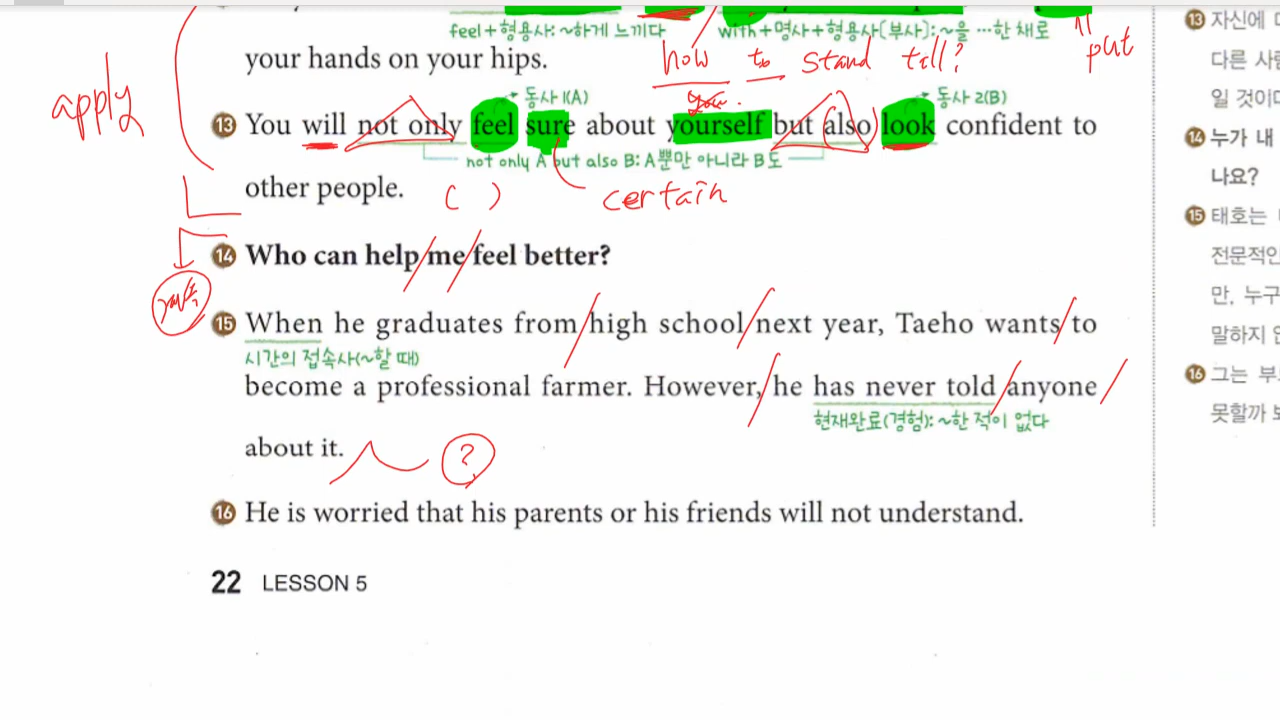 feel+형용사: ~하게 느끼다 with+명사+형용사[부사]: ~을 …한 채로
put
your hands on your hips. how to stand tall?
apply
you.
동사 1(A) 동사 2(B)
⑬ You will not only feel sure about yourself but also look confident to
not only A but also B: A뿐만 아니라 B도
other people. ( ) certain
⑭ Who can help/me/feel better?
⑮ When he graduates from/high school/next year, Taeho wants/to
시간의 접속사(~할 때)
become a professional farmer. However,/he has never told/anyone/
현재완료(경험): ~한 적이 없다
about it. ?
⑯ He is worried that his parents or his friends will not understand.
22 LESSON 5
⑬ 자신에
다른 사
일 것이
⑭ 누가 내
나요?
⑮ 태호는
전문적인
만, 누구
말하지 안
⑯ 그는 부
못할까 보